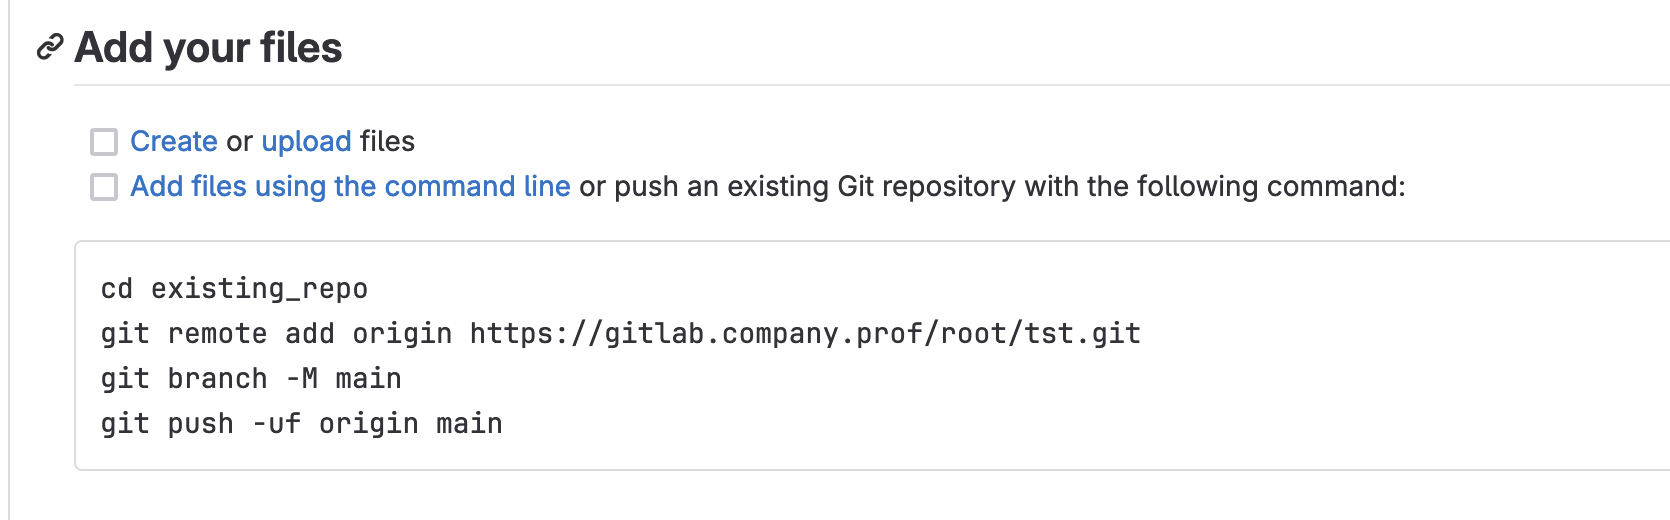 Add your files
Create or upload files
Add files using the command line or push an existing Git repository with the following command:
cd existing_repo
git remote add origin https://gitlab.company.prof/root/tst.git
git branch -M main
git push -uf origin main